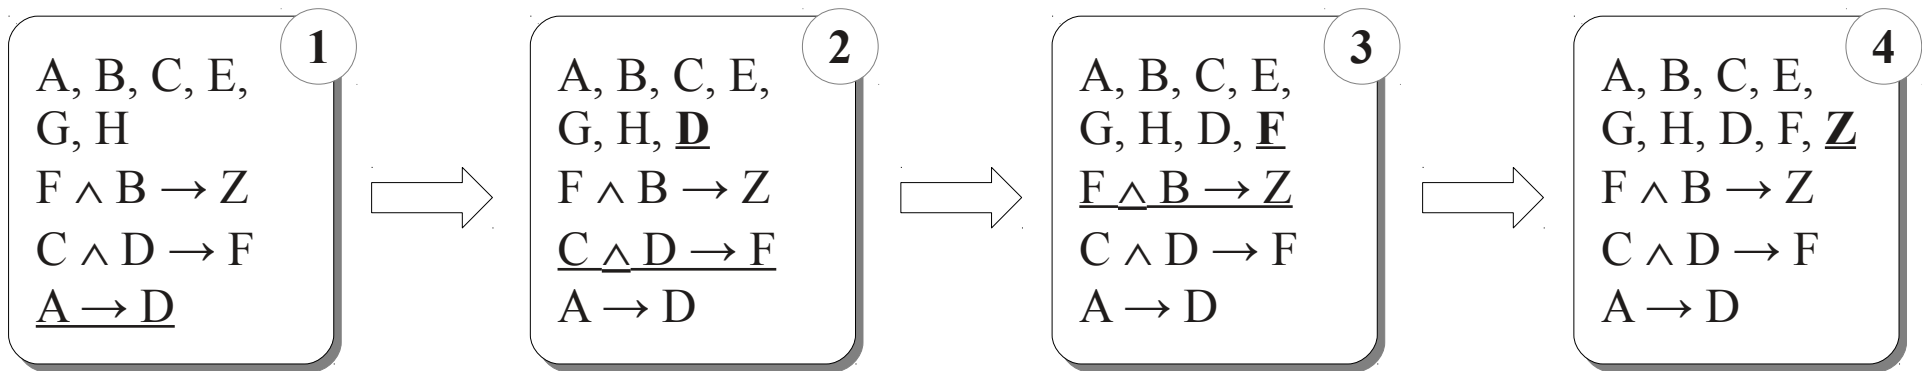 1
A, B, C, E,
G, H
F ∧ B → Z
C ∧ D → F
A → D
2
A, B, C, E,
G, H, D
F ∧ B → Z
C ∧ D → F
A → D
3
A, B, C, E,
G, H, D, F
F ∧ B → Z
C ∧ D → F
A → D
4
A, B, C, E,
G, H, D, F, Z
F ∧ B → Z
C ∧ D → F
A → D